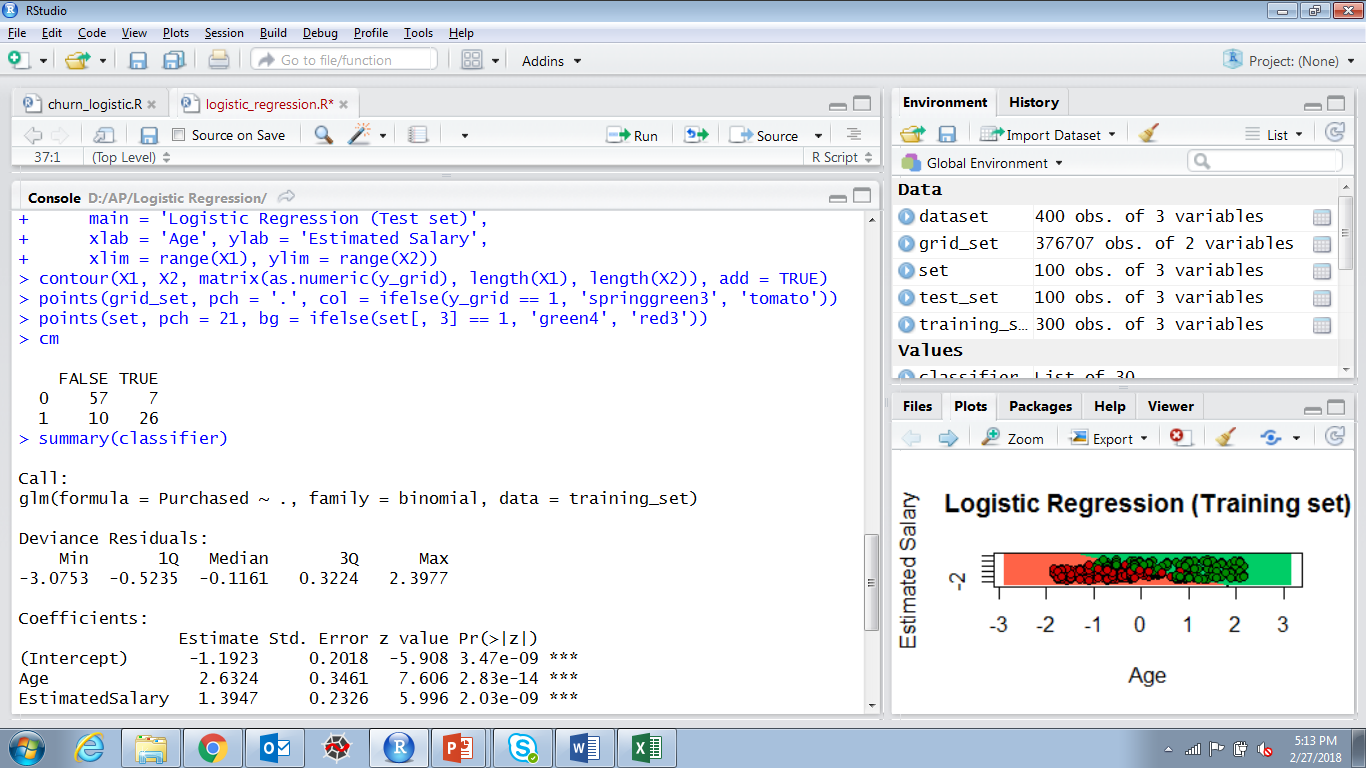 RStudio
File Edit Code View Plots Session Build Debug Profile Tools Help
Go to file/function Addins Project: (None)
churn_logistic.R logistic_regression.R*
Source on Save Run Source
37:1 (Top Level) R Script
Console D:/AP/Logistic Regression/
+ main = 'Logistic Regression (Test set)',
+ xlab = 'Age', ylab = 'Estimated Salary',
+ xlim = range(X1), ylim = range(X2))
> contour(X1, X2, matrix(as.numeric(y_grid), length(X1), length(X2)), add = TRUE)
> points(grid_set, pch = '.', col = ifelse(y_grid == 1, 'springgreen3', 'tomato'))
> points(set, pch = 21, bg = ifelse(set[, 3] == 1, 'green4', 'red3'))
> cm
FALSE TRUE
0 57 7
1 10 26
> summary(classifier)
Call:
glm(formula = Purchased ~ ., family = binomial, data = training_set)
Deviance Residuals:
Min 1Q Median 3Q Max
-3.0753 -0.5235 -0.1161 0.3224 2.3977
Coefficients:
Estimate Std. Error z value Pr(>|z|)
(Intercept) -1.1923 0.2018 -5.908 3.47e-09 ***
Age 2.6324 0.3461 7.606 2.83e-14 ***
EstimatedSalary 1.3947 0.2326 5.996 2.03e-09 ***
Environment History
Import Dataset List
Global Environment
Data
dataset 400 obs. of 3 variables
grid_set 376707 obs. of 2 variables
set 100 obs. of 3 variables
test_set 100 obs. of 3 variables
training_s… 300 obs. of 3 variables
Values
classifier List of 30
Files Plots Packages Help Viewer
Zoom Export
Logistic Regression (Training set)
Estimated Salary
-2
-3 -2 -1 0 1 2 3
Age
5:13 PM
2/27/2018